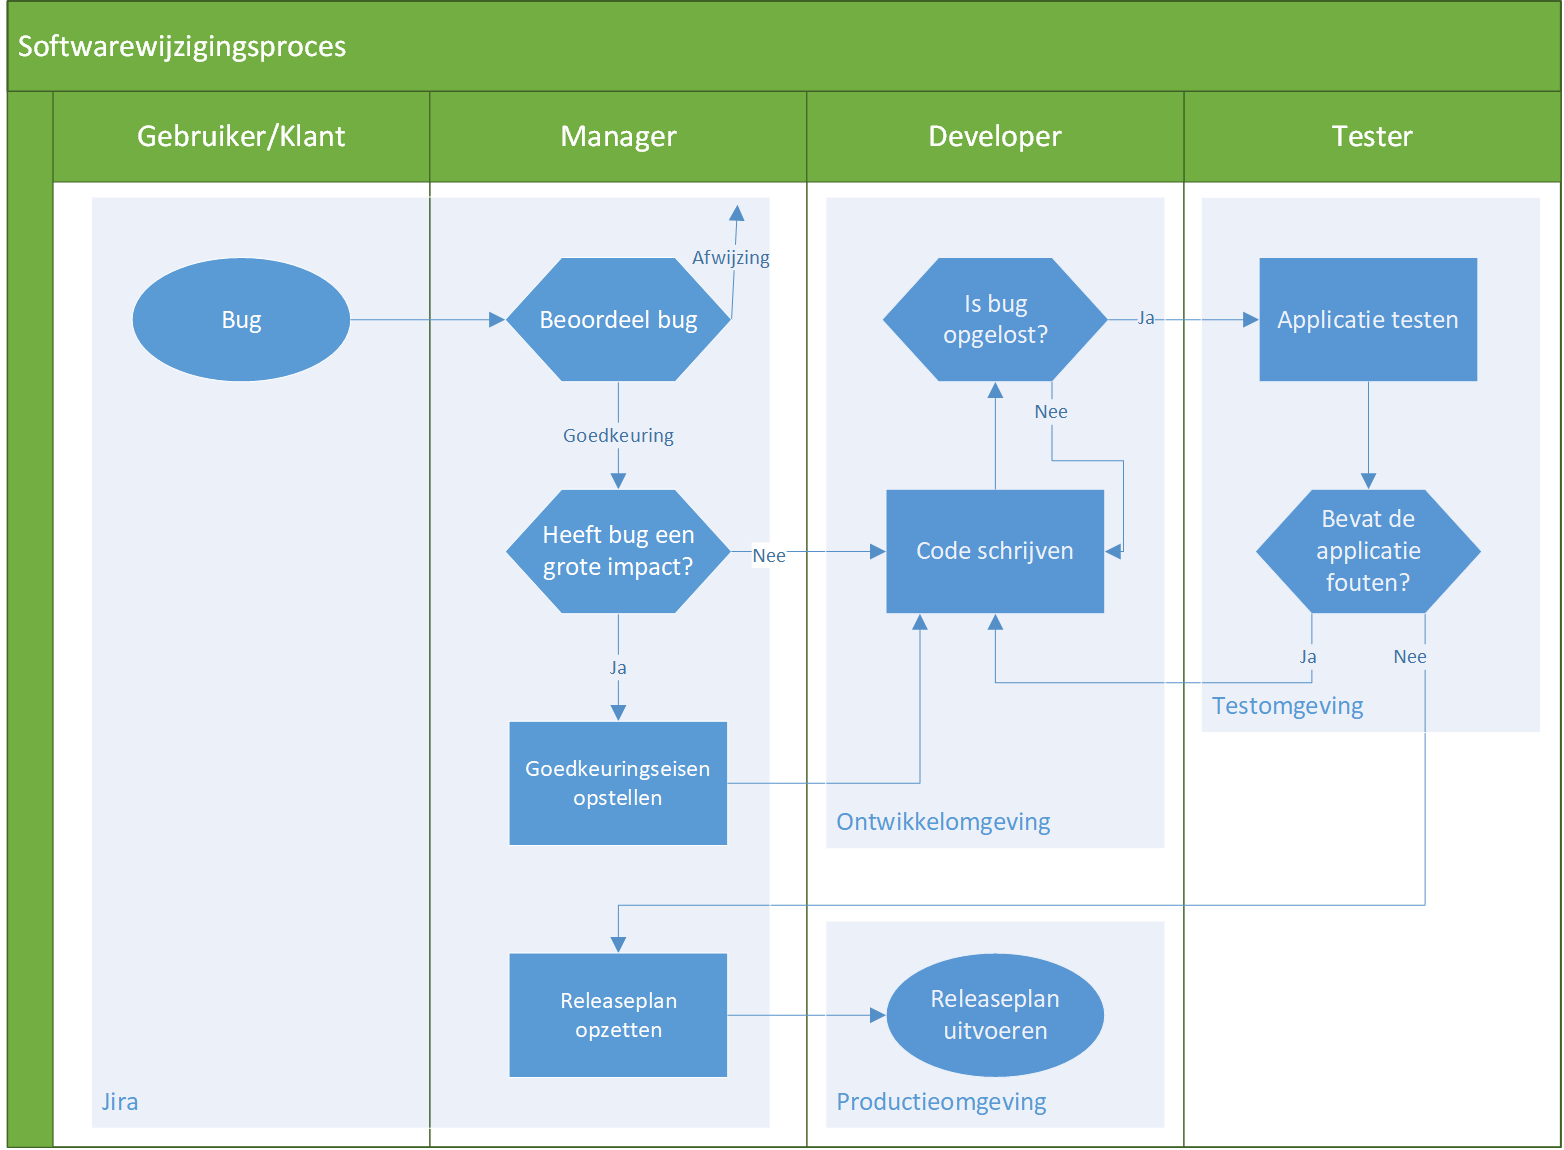 Softwarewijzigingsproces
Gebruiker/Klant
Manager
Developer
Tester
Afwijzing
Bug
Beoordeel bug
Is bug
opgelost?
Ja
Applicatie testen
Nee
Goedkeuring
Heeft bug een
grote impact?
Nee
Code schrijven
Bevat de
applicatie
fouten?
Ja
Ja
Nee
Testomgeving
Goedkeuringseisen
opstellen
Ontwikkelomgeving
Releaseplan
opzetten
Releaseplan
uitvoeren
Jira
Productieomgeving